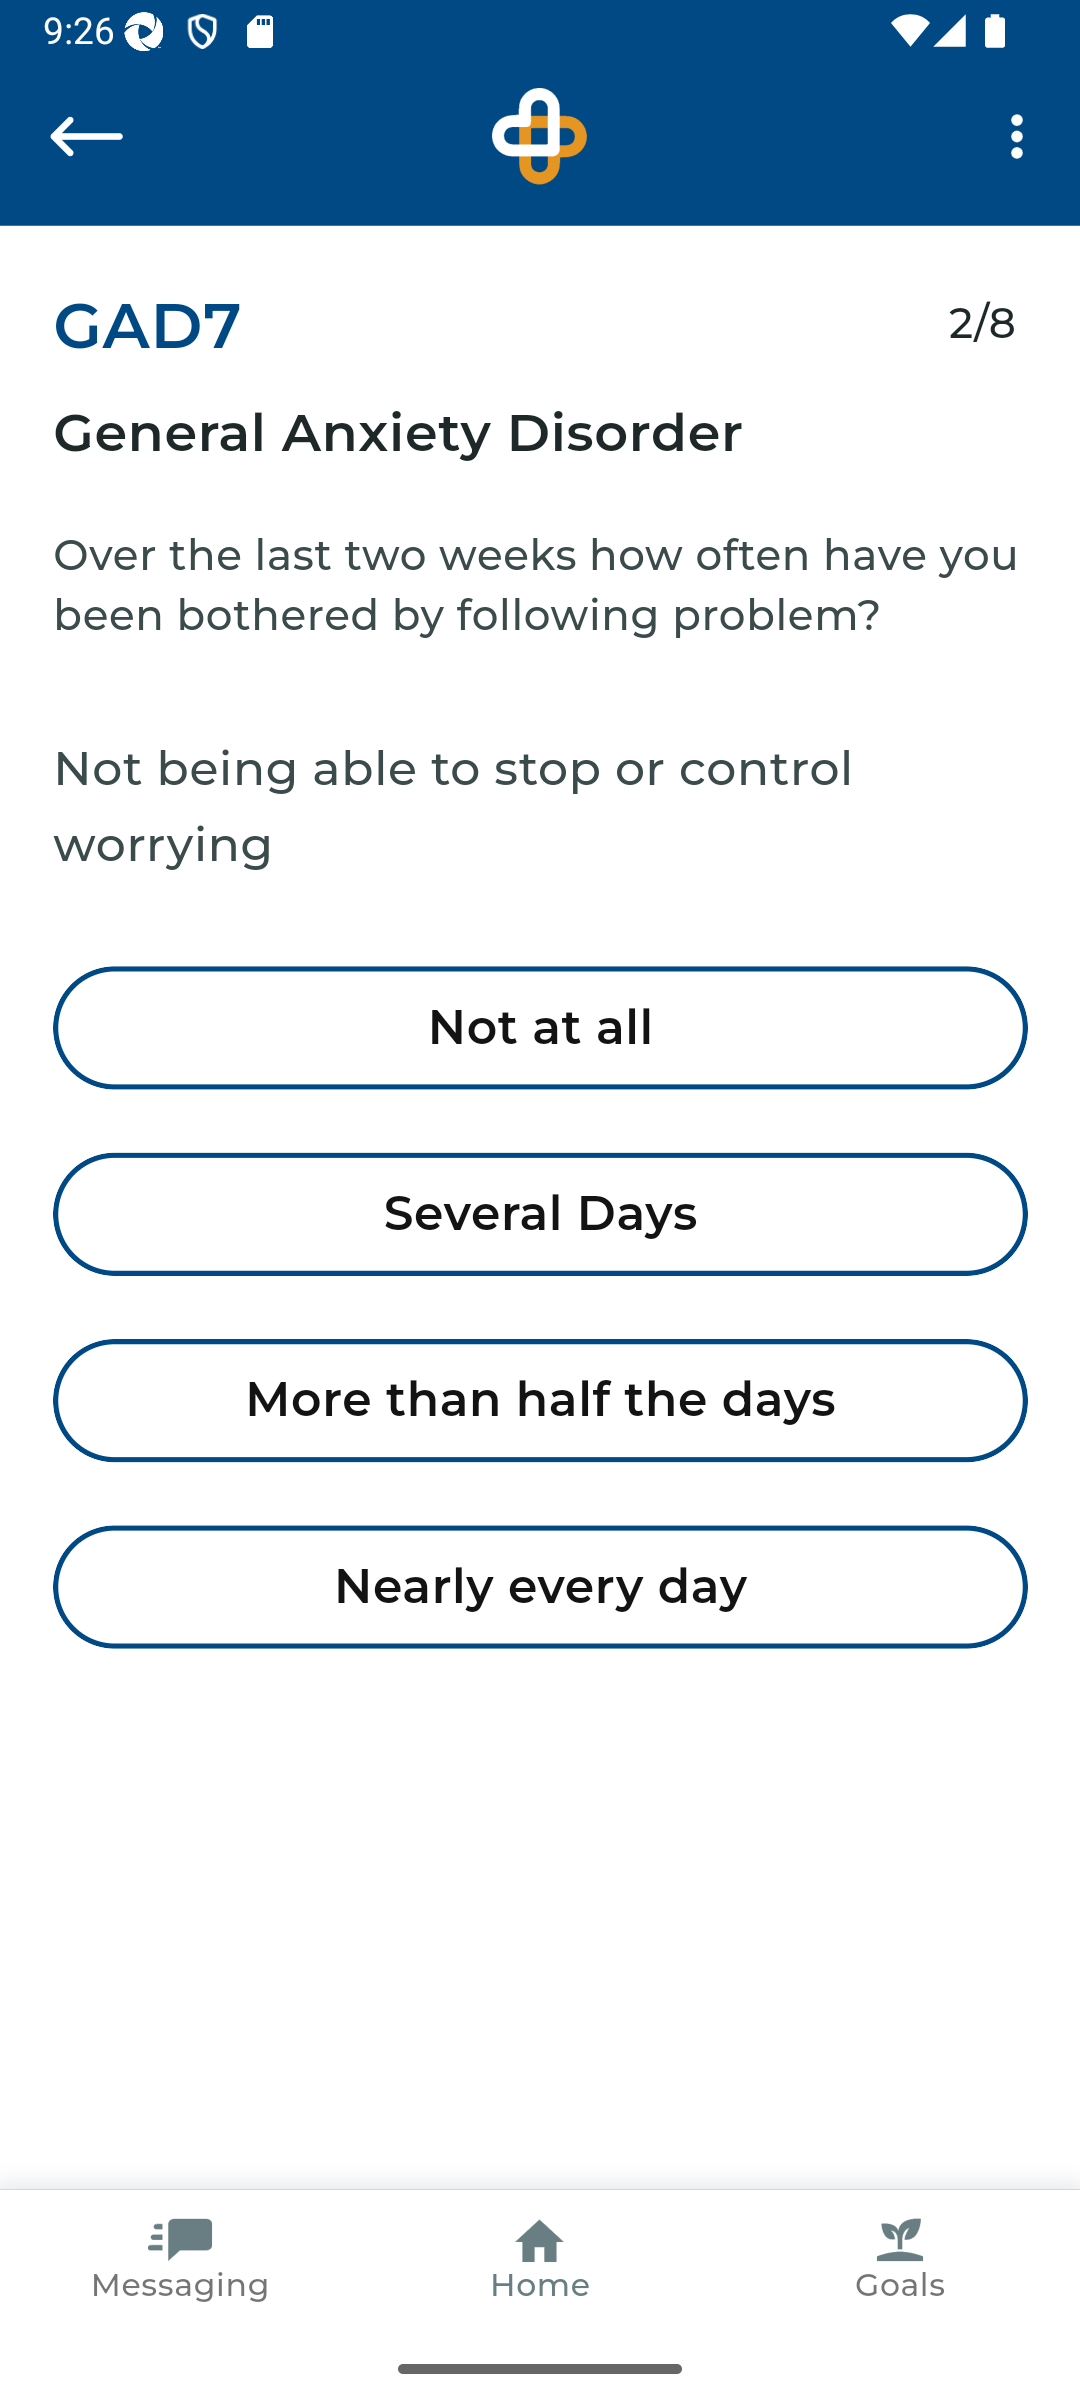 9:26
GAD7
2/8
General Anxiety Disorder
Over the last two weeks how often have you
been bothered by following problem?
Not being able to stop or control
worrying
Not at all
Several Days
More than half the days
Nearly every day
Messaging
Home
Goals